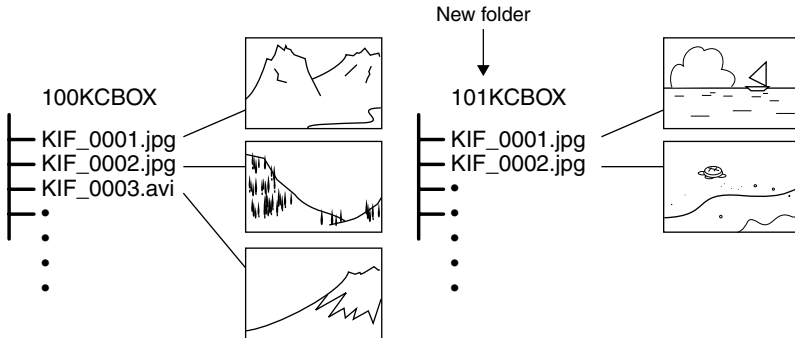 New folder
100KCBOX
KIF_0001.jpg
KIF_0002.jpg
KIF_0003.avi
101KCBOX
KIF_0001.jpg
KIF_0002.jpg